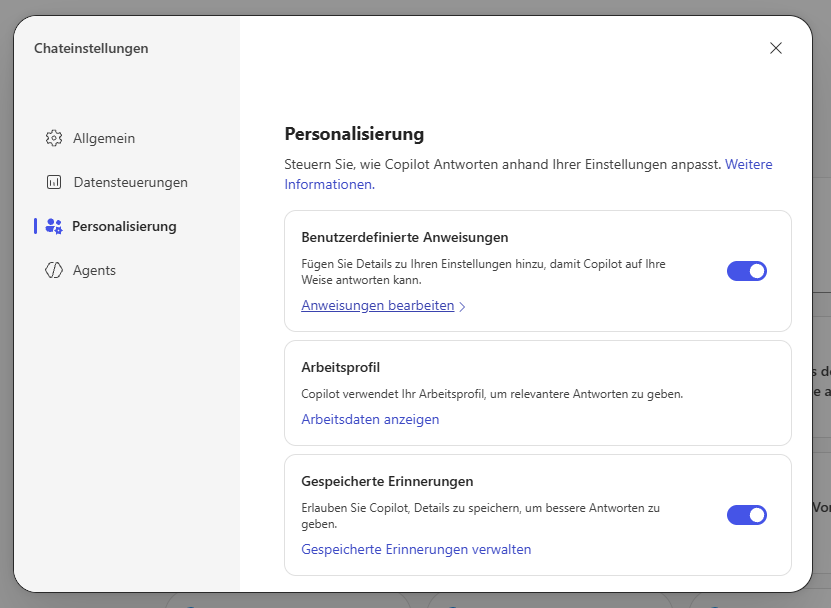 Chateinstellungen
Allgemein
Datensteuerungen
Personalisierung
Agents
Personalisierung
Steuern Sie, wie Copilot Antworten anhand Ihrer Einstellungen anpasst. Weitere
Informationen.
Benutzerdefinierte Anweisungen
Fügen Sie Details zu Ihren Einstellungen hinzu, damit Copilot auf Ihre
Weise antworten kann.
Anweisungen bearbeiten
Arbeitsprofil
Copilot verwendet Ihr Arbeitsprofil, um relevantere Antworten zu geben.
Arbeitsdaten anzeigen
Gespeicherte Erinnerungen
Erlauben Sie Copilot, Details zu speichern, um bessere Antworten zu
geben.
Gespeicherte Erinnerungen verwalten